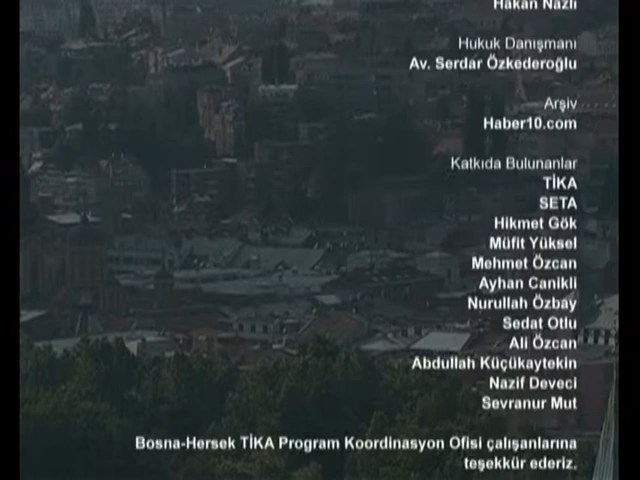 Hakan Nazlı
Hukuk Danışmanı
Av. Serdar Özkederoğlu
Arşiv
Haber10.com
Katkıda Bulunanlar
TİKA
SETA
Hikmet Gök
Müfit Yüksel
Mehmet Özcan
Ayhan Canikli
Nurullah Özbay
Sedat Otlu
Ali Özcan
Abdullah Küçükaytekin
Nazif Deveci
Sevranur Mut
Bosna-Hersek TİKA Program Koordinasyon Ofisi çalışanlarına
teşekkür ederiz.